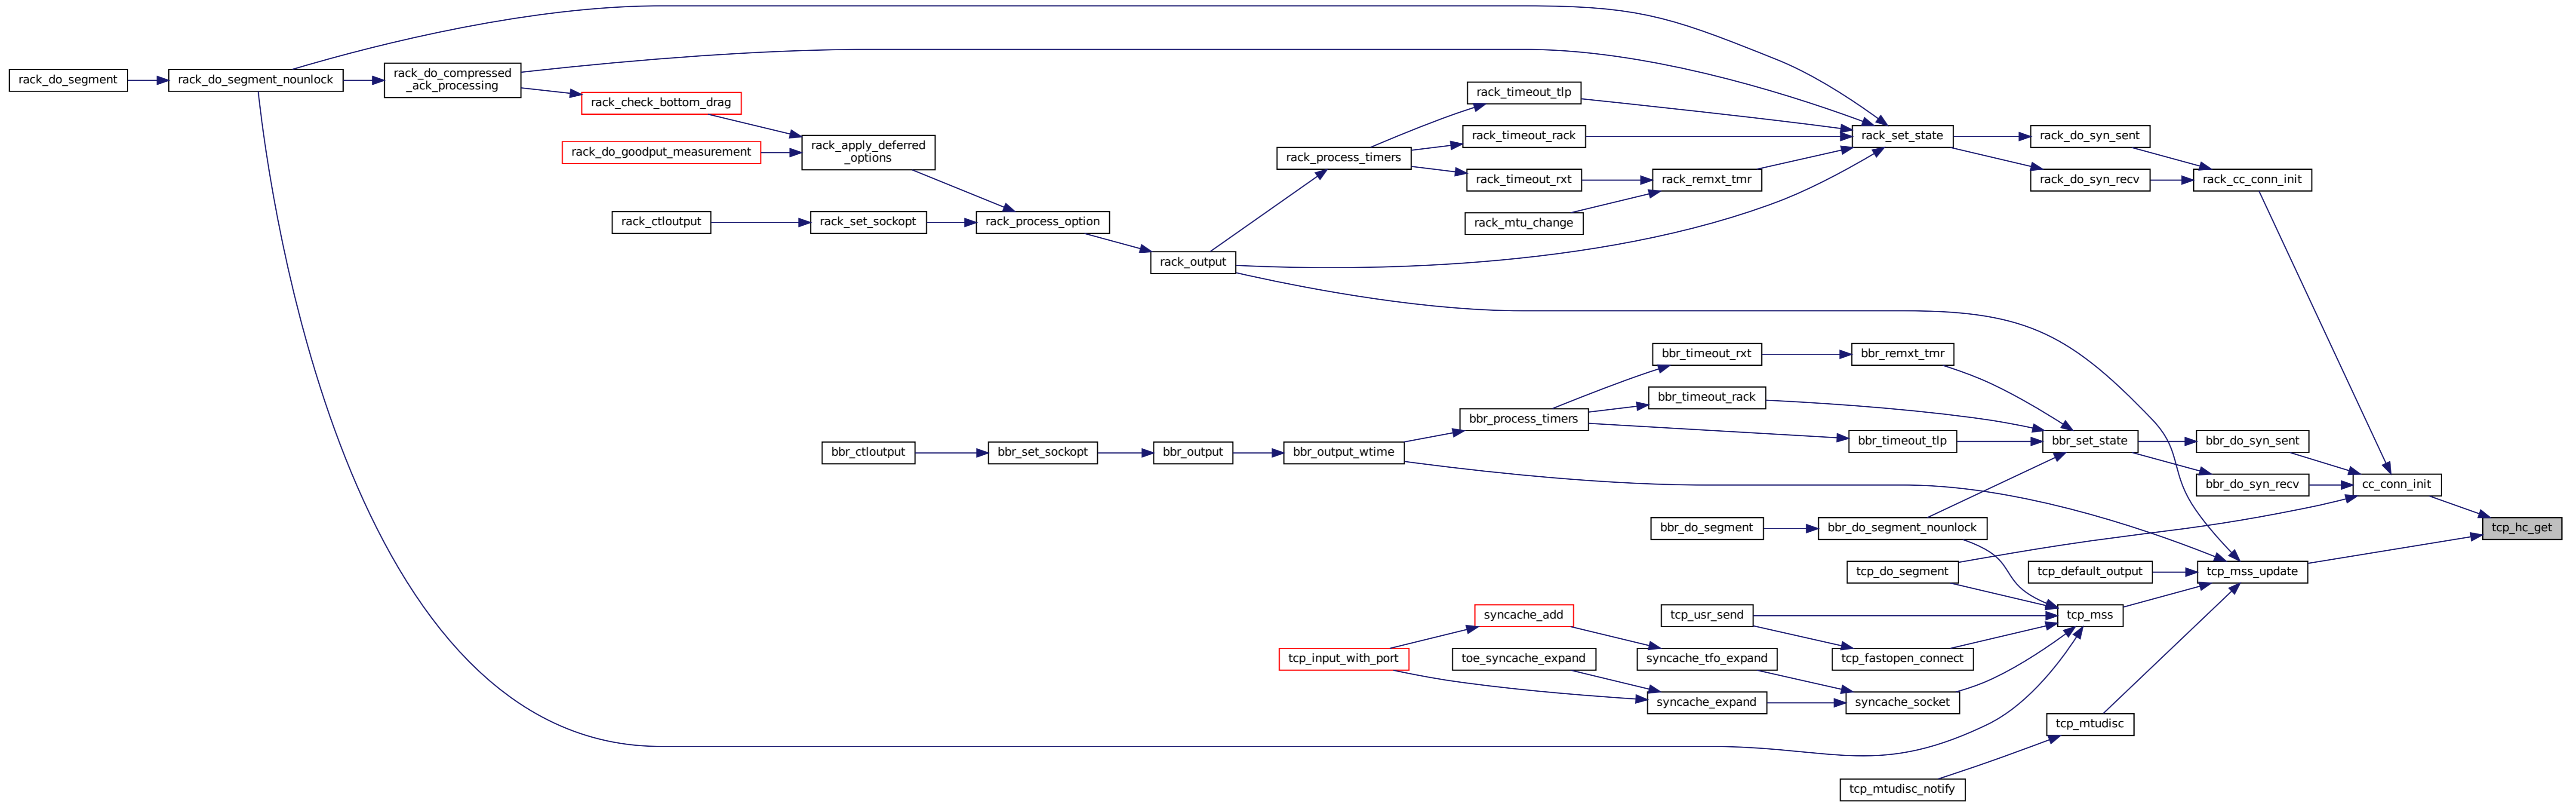 rack_do_segment
rack_do_segment_nounlock
rack_do_compressed
_ack_processing
rack_check_bottom_drag
rack_do_goodput_measurement
rack_apply_deferred
_options
rack_ctloutput
rack_set_sockopt
rack_process_option
rack_output
rack_process_timers
rack_timeout_tlp
rack_timeout_rack
rack_timeout_rxt
rack_mtu_change
rack_remxt_tmr
rack_set_state
rack_do_syn_sent
rack_do_syn_recv
rack_cc_conn_init
bbr_timeout_rxt
bbr_remxt_tmr
bbr_timeout_rack
bbr_process_timers
bbr_timeout_tlp
bbr_ctloutput
bbr_set_sockopt
bbr_output
bbr_output_wtime
bbr_set_state
bbr_do_syn_sent
bbr_do_syn_recv
cc_conn_init
tcp_hc_get
bbr_do_segment
bbr_do_segment_nounlock
tcp_do_segment
tcp_default_output
tcp_mss_update
syncache_add
tcp_usr_send
tcp_mss
tcp_input_with_port
toe_syncache_expand
syncache_tfo_expand
tcp_fastopen_connect
syncache_expand
syncache_socket
tcp_mtudisc
tcp_mtudisc_notify